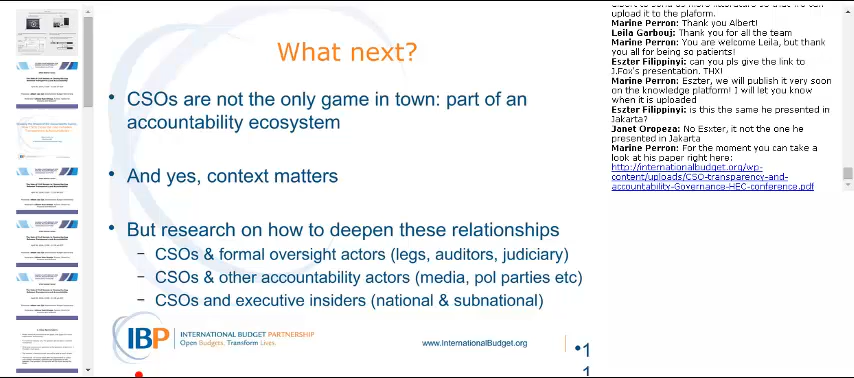 What next?
• CSOs are not the only game in town: part of an
accountability ecosystem
• And yes, context matters
• But research on how to deepen these relationships
– CSOs & formal oversight actors (legs, auditors, judiciary)
– CSOs & other accountability actors (media, pol parties etc)
– CSOs and executive insiders (national & subnational)
IBP
INTERNATIONAL BUDGET PARTNERSHIP
Open Budgets. Transform Lives.
www.InternationalBudget.org
•1
1
upload it to the plaform.
Marine Perron: Thank you Albert!
Leila Garbouj: Thank you for all the team
Marine Perron: You are welcome Leila, but thank
you all for being so patients!
Eszter Filippinyi: can you pls give the link to
J.Fox's presentation. THX!
Marine Perron: Eszter, we will publish it very soon
on the knowledge platform! I will let you know
when it is uploaded
Eszter Filippinyi: is this the same he presented in
Jakarta?
Janet Oropeza: No Esxter, it not the one he
presented in Jakarta
Marine Perron: For the moment you can take a
look at his paper right here:
http://internationalbudget.org/wp-
content/uploads/CSO-transparency-and-
accountability-Governance-HEC-conference.pdf